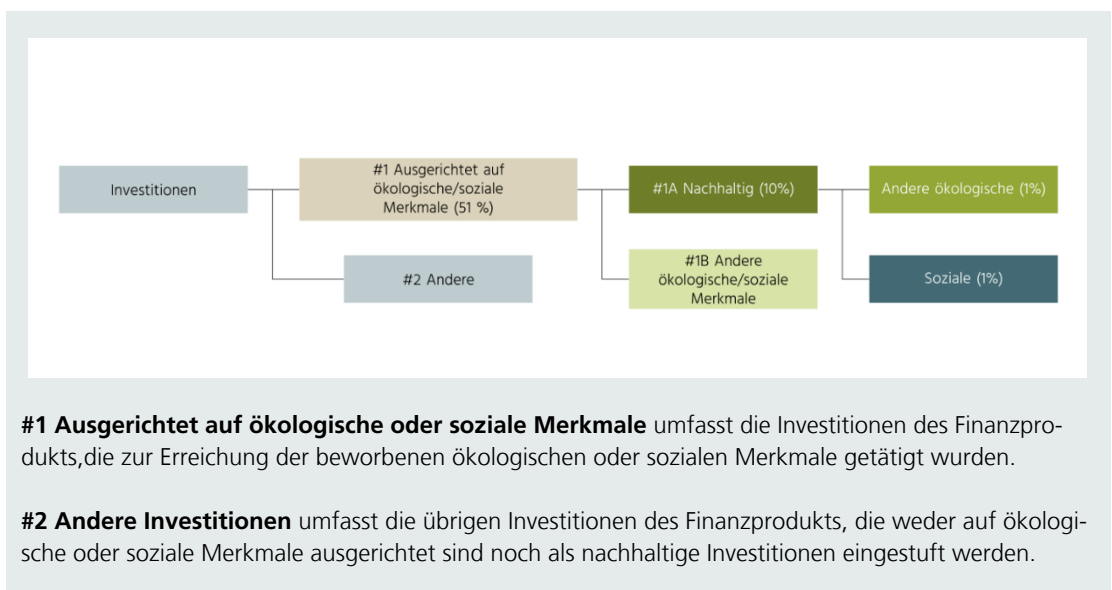 Investitionen
#1 Ausgerichtet auf
ökologische/soziale
Merkmale (51 %)
#1A Nachhaltig (10%)
Andere ökologische (1%)
#2 Andere
#1B Andere
ökologische/soziale
Merkmale
Soziale (1%)
#1 Ausgerichtet auf ökologische oder soziale Merkmale umfasst die Investitionen des Finanzpro-
dukts,die zur Erreichung der beworbenen ökologischen oder sozialen Merkmale getätigt wurden.
#2 Andere Investitionen umfasst die übrigen Investitionen des Finanzprodukts, die weder auf ökologi-
sche oder soziale Merkmale ausgerichtet sind noch als nachhaltige Investitionen eingestuft werden.